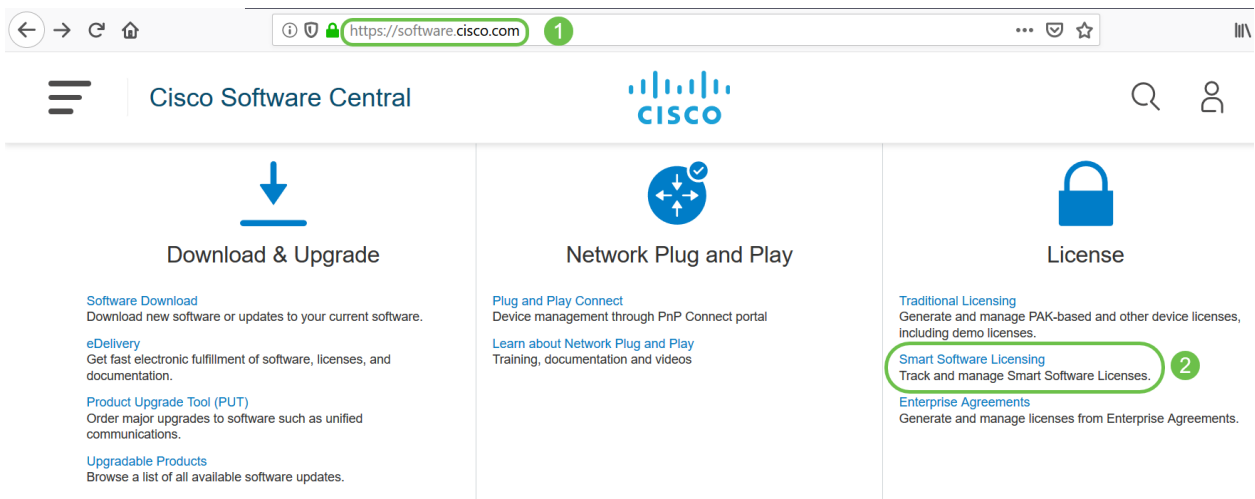 https://software.cisco.com
1
Cisco Software Central
CISCO
Download & Upgrade
Software Download
Download new software or updates to your current software.
eDelivery
Get fast electronic fulfillment of software, licenses, and
documentation.
Product Upgrade Tool (PUT)
Order major upgrades to software such as unified
communications.
Upgradable Products
Browse a list of all available software updates.
Network Plug and Play
Plug and Play Connect
Device management through PnP Connect portal
Learn about Network Plug and Play
Training, documentation and videos
License
Traditional Licensing
Generate and manage PAK-based and other device licenses,
including demo licenses.
Smart Software Licensing
Track and manage Smart Software Licenses.
2
Enterprise Agreements
Generate and manage licenses from Enterprise Agreements.